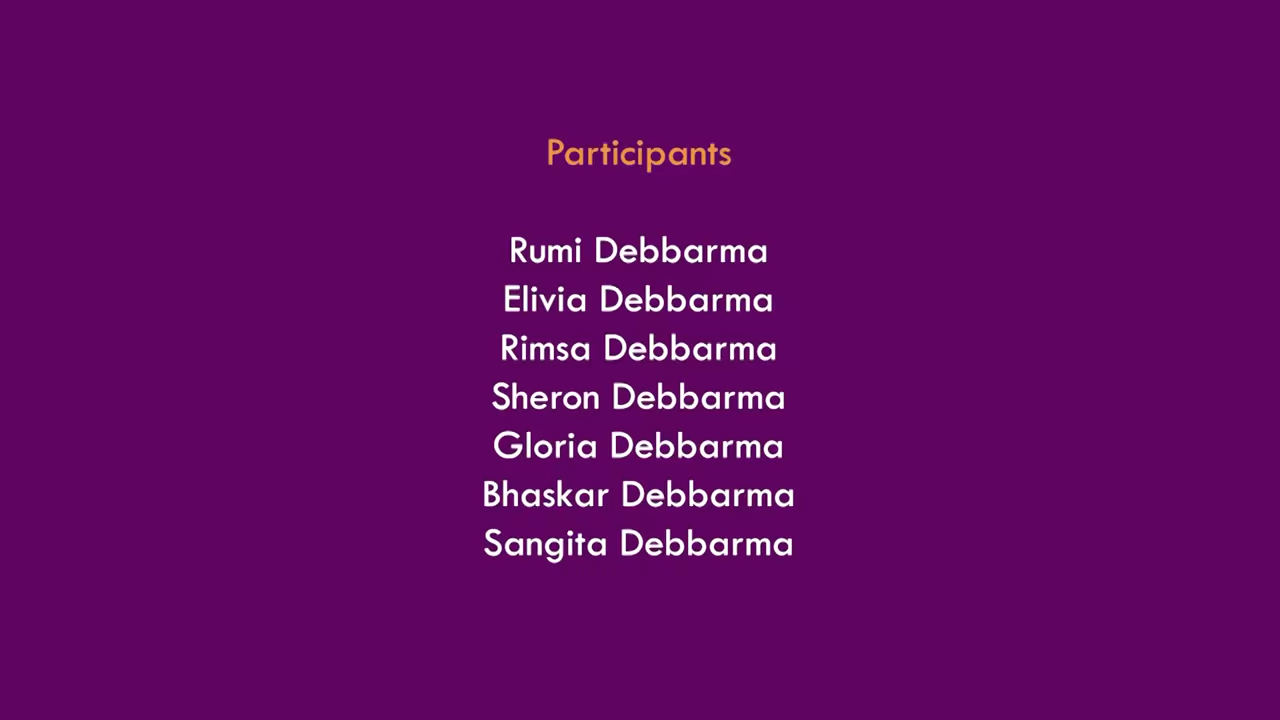 Participants
Rumi Debbarma
Elivia Debbarma
Rimsa Debbarma
Sheron Debbarma
Gloria Debbarma
Bhaskar Debbarma
Sangita Debbarma